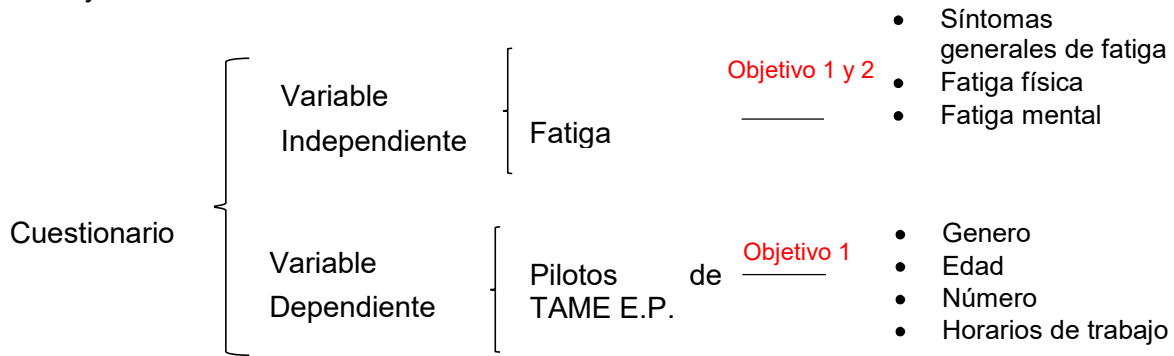 • Síntomas
generales de fatiga
• Fatiga física
• Fatiga mental
Objetivo 1 y 2
Variable
Independiente
Fatiga
Cuestionario
Variable
Dependiente
Pilotos de
TAME E.P.
Objetivo 1
• Genero
• Edad
• Número
• Horarios de trabajo